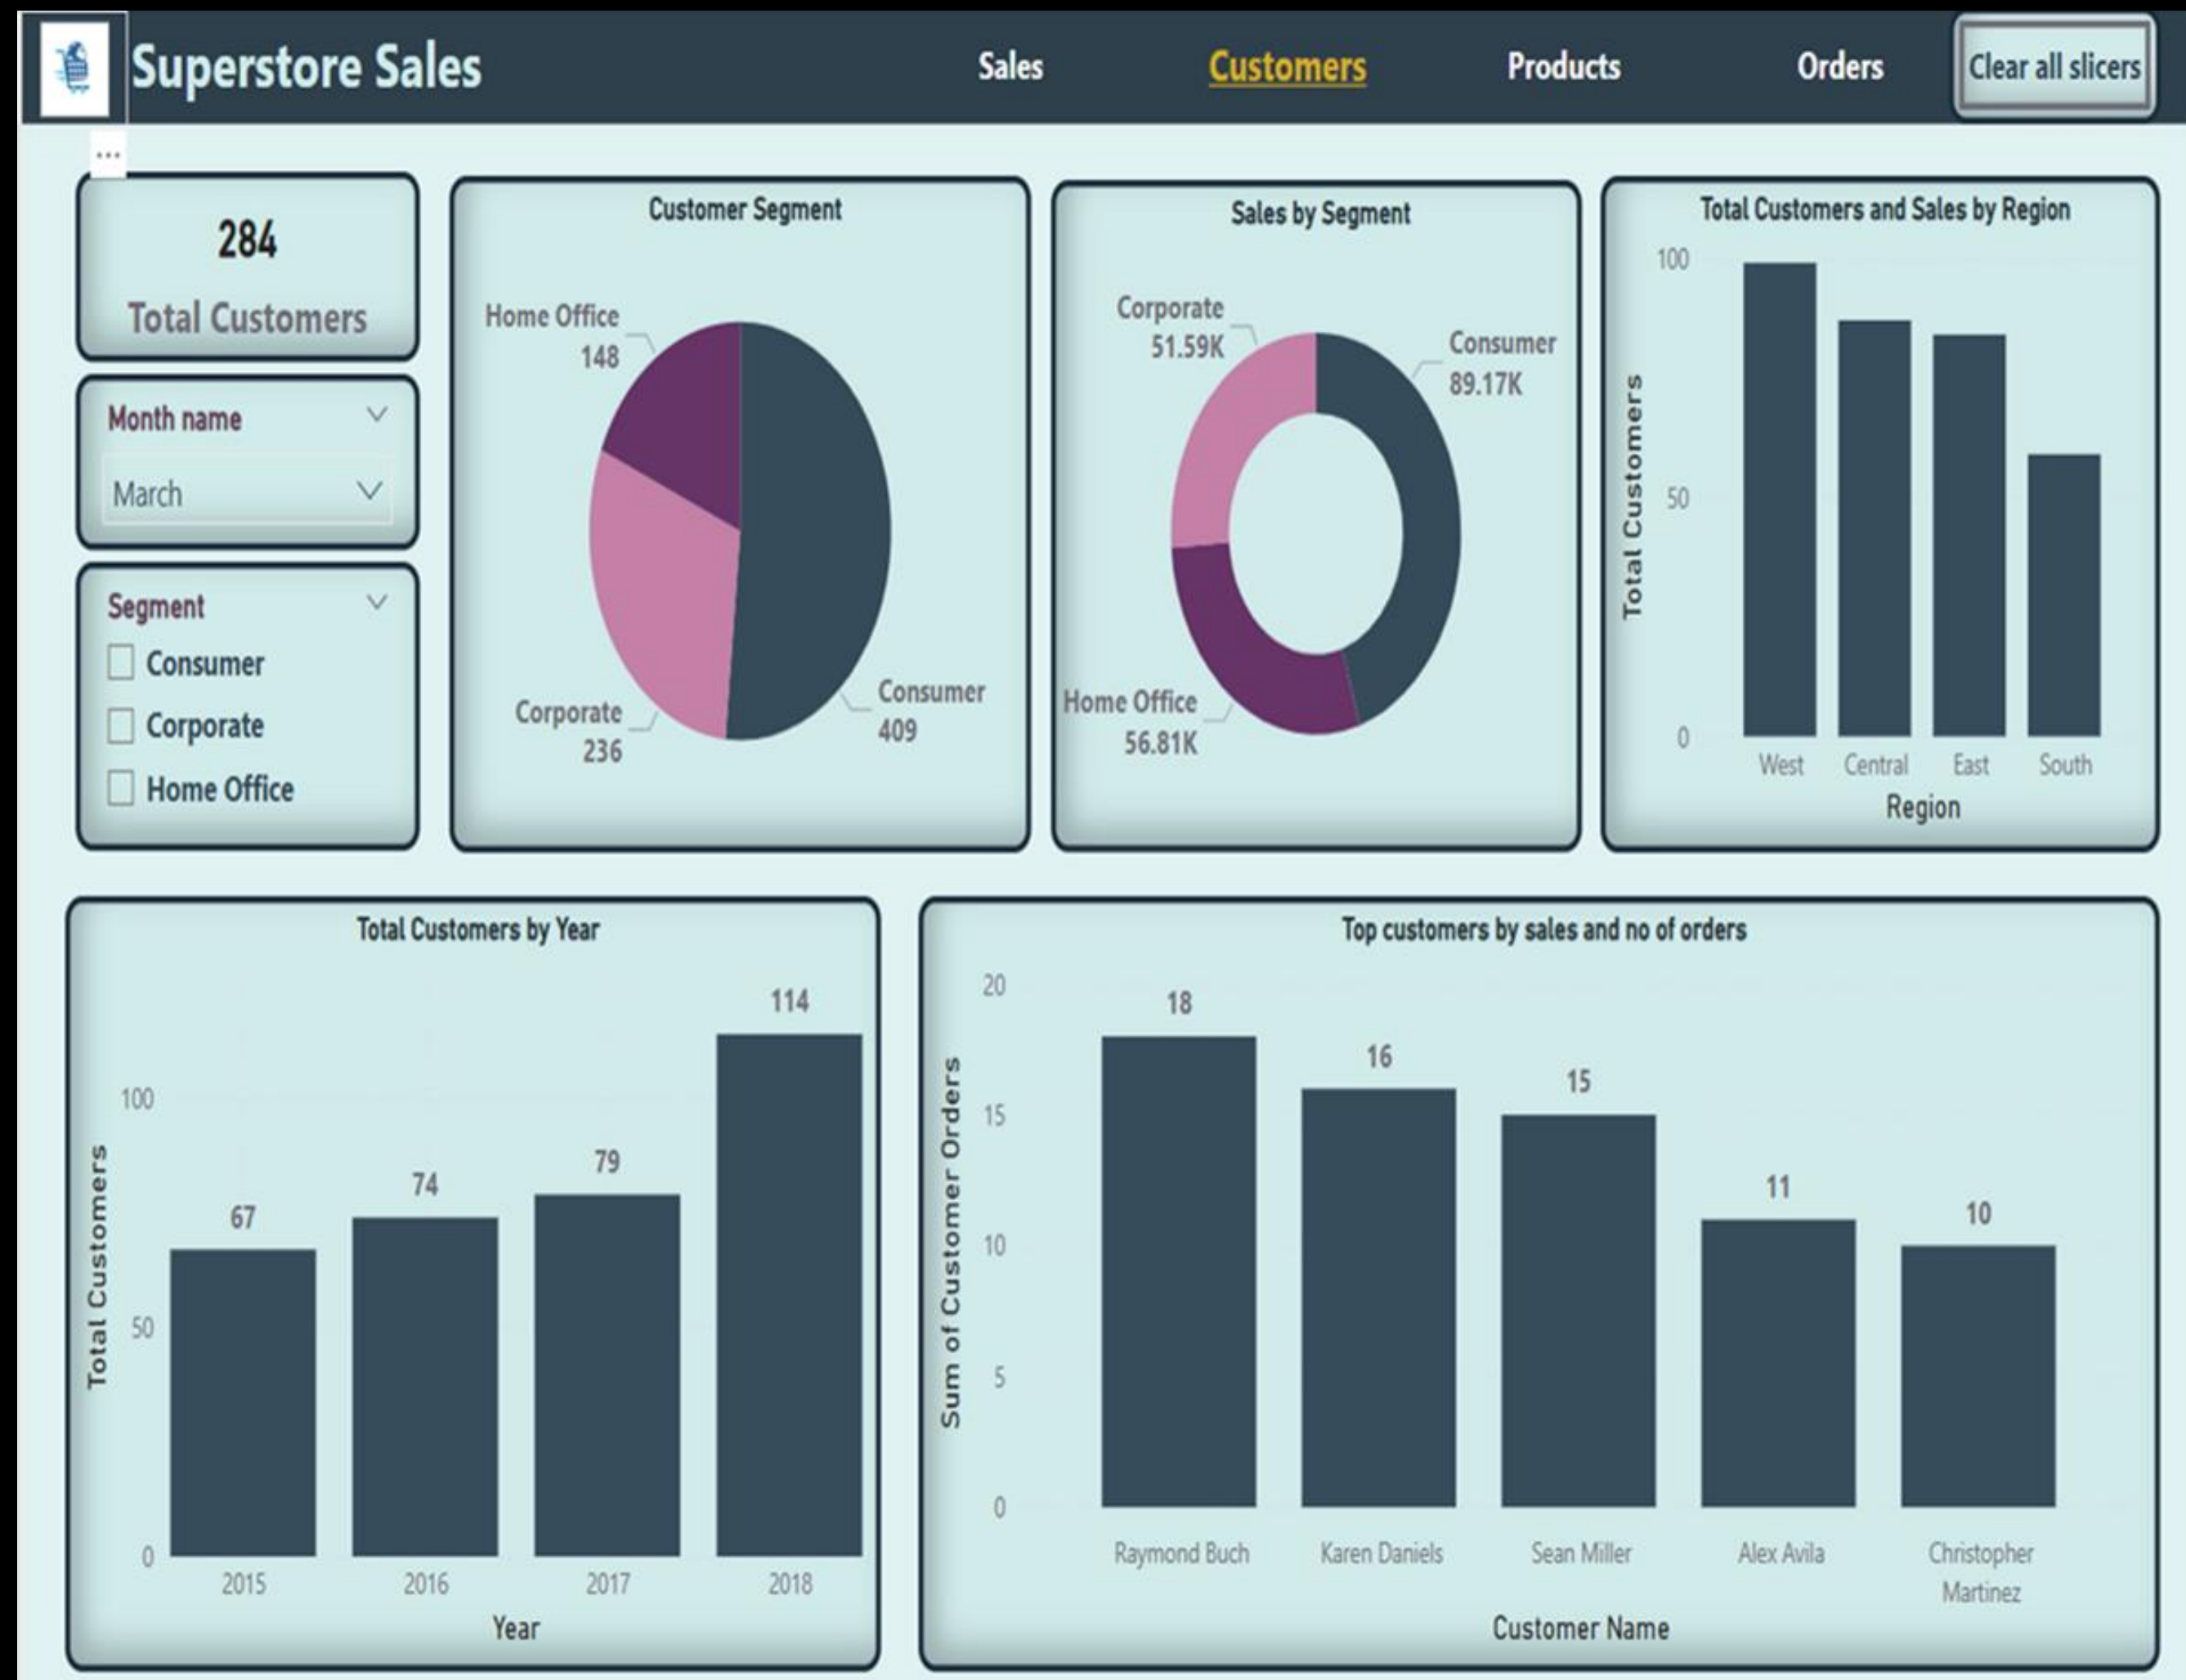 Superstore Sales
Sales
Customers
Products
Orders
Clear all slicers
...
284
Total Customers
Month name
March
Segment
Consumer
Corporate
Home Office
Customer Segment
Home Office
148
Corporate
236
Consumer
409
Sales by Segment
Corporate
51.59K
Consumer
89.17K
Home Office
56.81K
Total Customers and Sales by Region
Total Customers
100
50
0
West
Central
East
South
Region
Total Customers by Year
Total Customers
100
50
0
67
74
79
114
2015
2016
2017
2018
Year
Top customers by sales and no of orders
Sum of Customer Orders
20
15
10
5
0
18
16
15
11
10
Raymond Buch
Karen Daniels
Sean Miller
Alex Avila
Christopher
Martinez
Customer Name